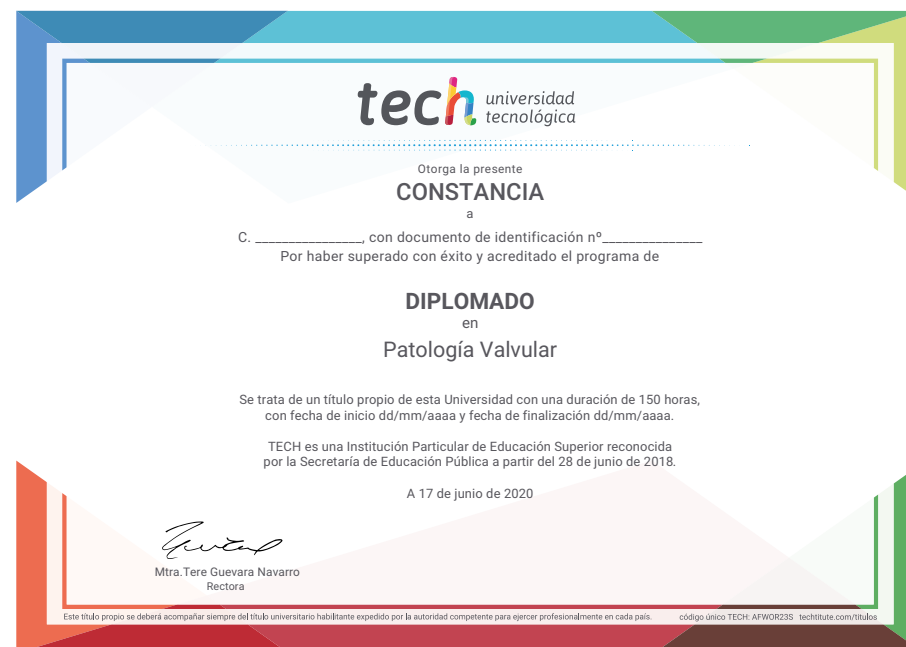 tech universidad
tecnológica
Otorga la presente
CONSTANCIA
a
C. ________________, con documento de identificación nº_______________
Por haber superado con éxito y acreditado el programa de
DIPLOMADO
en
Patología Valvular
Se trata de un título propio de esta Universidad con una duración de 150 horas,
con fecha de inicio dd/mm/aaaa y fecha de finalización dd/mm/aaaa.
TECH es una Institución Particular de Educación Superior reconocida
por la Secretaría de Educación Pública a partir del 28 de junio de 2018.
A 17 de junio de 2020
Mtra.Tere Guevara Navarro
Rectora
Este título propio se deberá acompañar siempre del título universitario habilitante expedido por la autoridad competente para ejercer profesionalmente en cada país. código único TECH: AFWOR23S techtitute.com/titulos